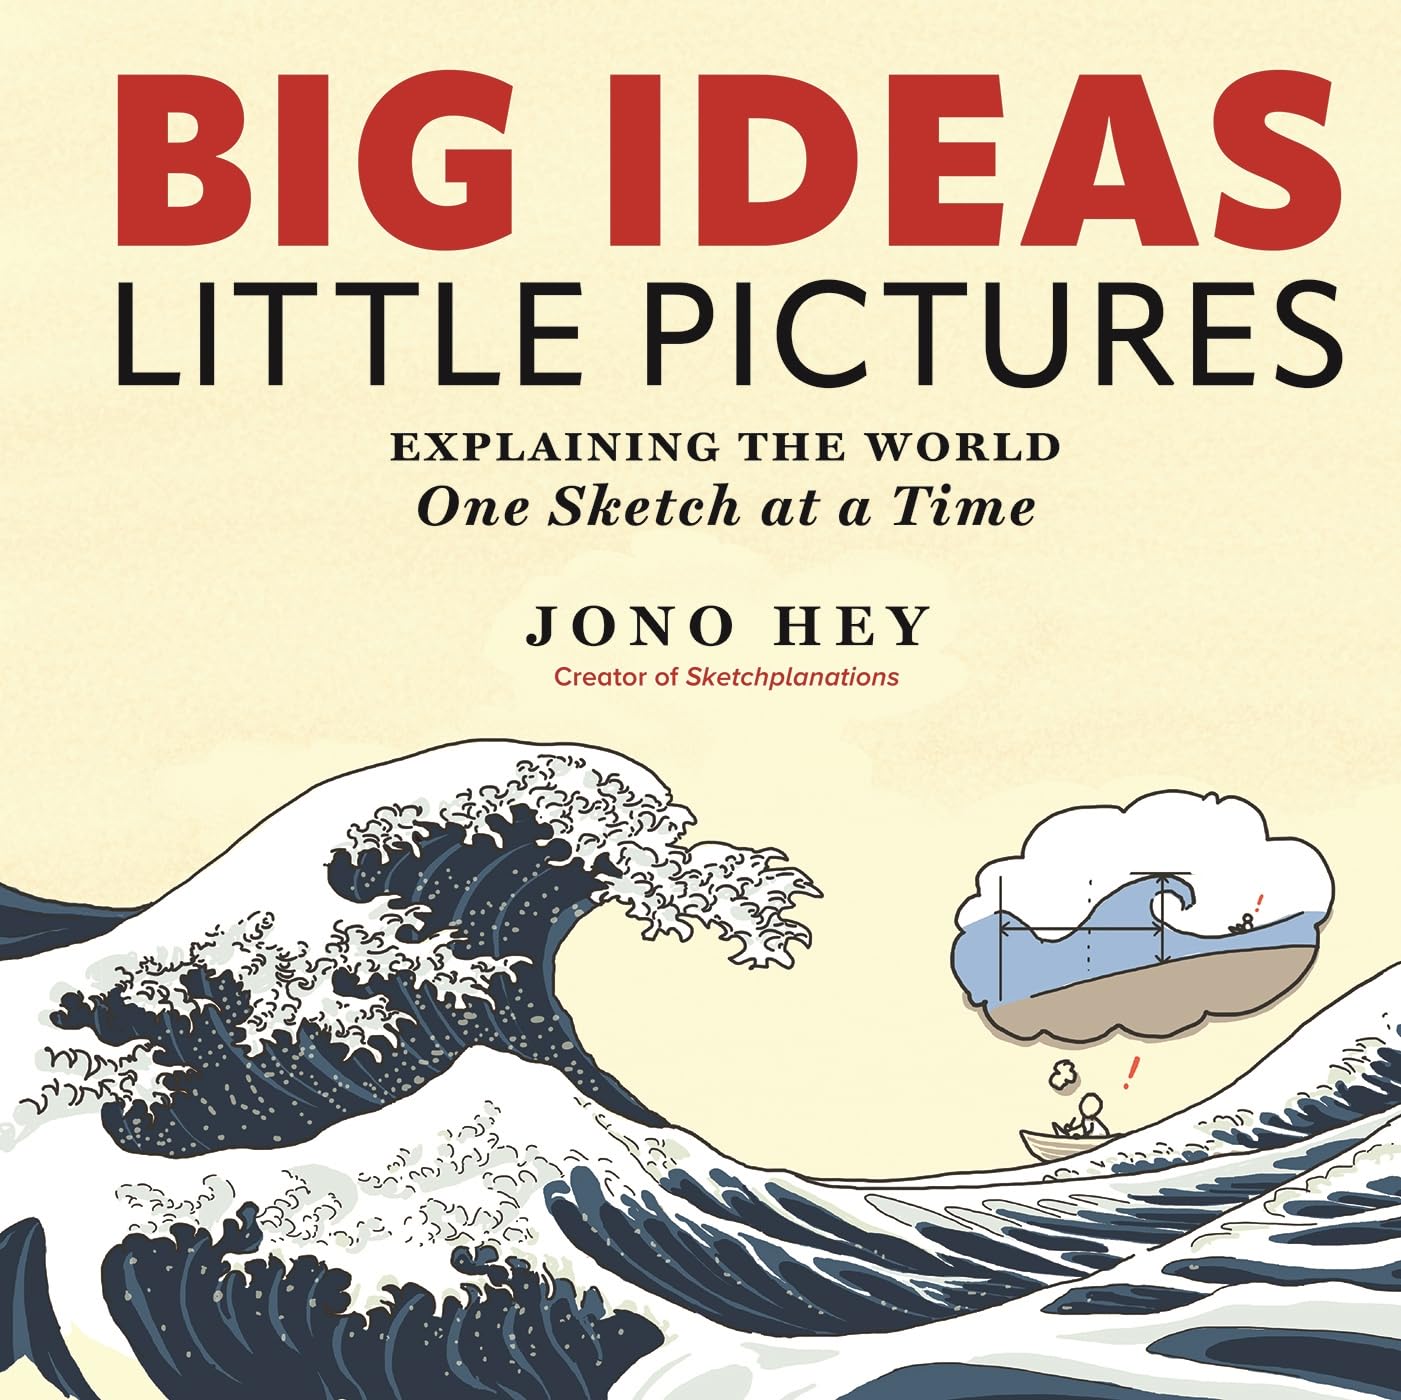 BIG IDEAS
LITTLE PICTURES
EXPLAINING THE WORLD
One Sketch at a Time
JONO HEY
Creator of Sketchplanations
!
!